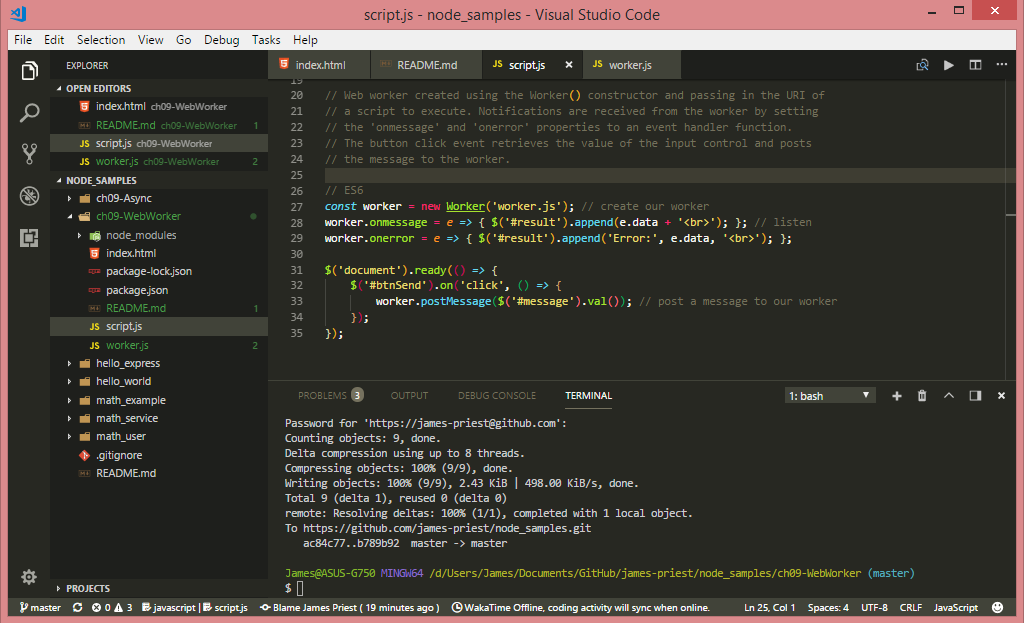 script.js - node_samples - Visual Studio Code
File Edit Selection View Go Debug Tasks Help
EXPLORER
OPEN EDITORS
index.html ch09-WebWorker
README.md ch09-WebWorker 1
JS script.js ch09-WebWorker
JS worker.js ch09-WebWorker 2
NODE_SAMPLES
ch09-Async
ch09-WebWorker
node_modules
index.html
package-lock.json
package.json
README.md 1
JS script.js
JS worker.js 2
hello_express
hello_world
math_example
math_service
math_user
.gitignore
README.md
PROJECTS
index.html README.md JS script.js JS worker.js
19
20 // Web worker created using the Worker() constructor and passing in the URI of
21 // a script to execute. Notifications are received from the worker by setting
22 // the 'onmessage' and 'onerror' properties to an event handler function.
23 // The button click event retrieves the value of the input control and posts
24 // the message to the worker.
25
26 // ES6
27 const worker = new Worker('worker.js'); // create our worker
28 worker.onmessage = e => { $('#result').append(e.data + '<br>'); }; // listen
29 worker.onerror = e => { $('#result').append('Error:', e.data, '<br>'); };
30
31 $('document').ready(() => {
32 $('#btnSend').on('click', () => {
33 worker.postMessage($('#message').val()); // post a message to our worker
34 });
35 });
PROBLEMS 3 OUTPUT DEBUG CONSOLE TERMINAL 1: bash
Password for 'https://james-priest@github.com':
Counting objects: 9, done.
Delta compression using up to 8 threads.
Compressing objects: 100% (9/9), done.
Writing objects: 100% (9/9), 2.43 KiB | 498.00 KiB/s, done.
Total 9 (delta 1), reused 0 (delta 0)
remote: Resolving deltas: 100% (1/1), completed with 1 local object.
To https://github.com/james-priest/node_samples.git
ac84c77..b789b92 master -> master
James@ASUS-G750 MINGW64 /d/Users/James/Documents/GitHub/james-priest/node_samples/ch09-WebWorker (master)
$
master 0 3 javascript | script.js Blame James Priest ( 19 minutes ago ) WakaTime Offline, coding activity will sync when online. Ln 25, Col 1 Spaces: 4 UTF-8 CRLF JavaScript